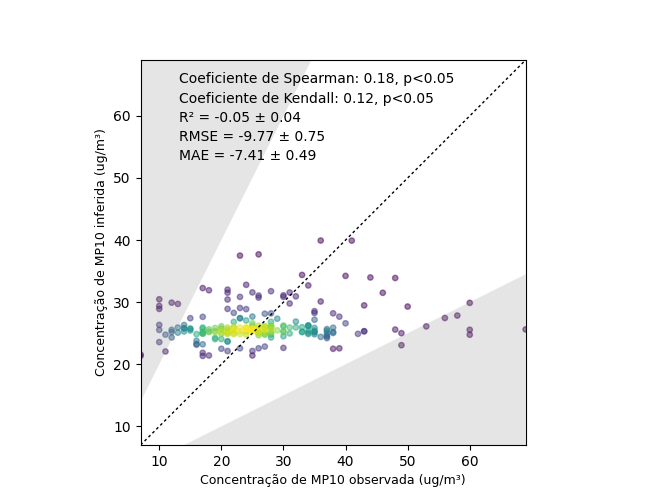 Coeficiente de Spearman: 0.18, p<0.05
Coeficiente de Kendall: 0.12, p<0.05
R² = -0.05 ± 0.04
RMSE = -9.77 ± 0.75
MAE = -7.41 ± 0.49
Concentração de MP10 inferida (ug/m³)
60
50
40
30
20
10
10 20 30 40 50 60
Concentração de MP10 observada (ug/m³)